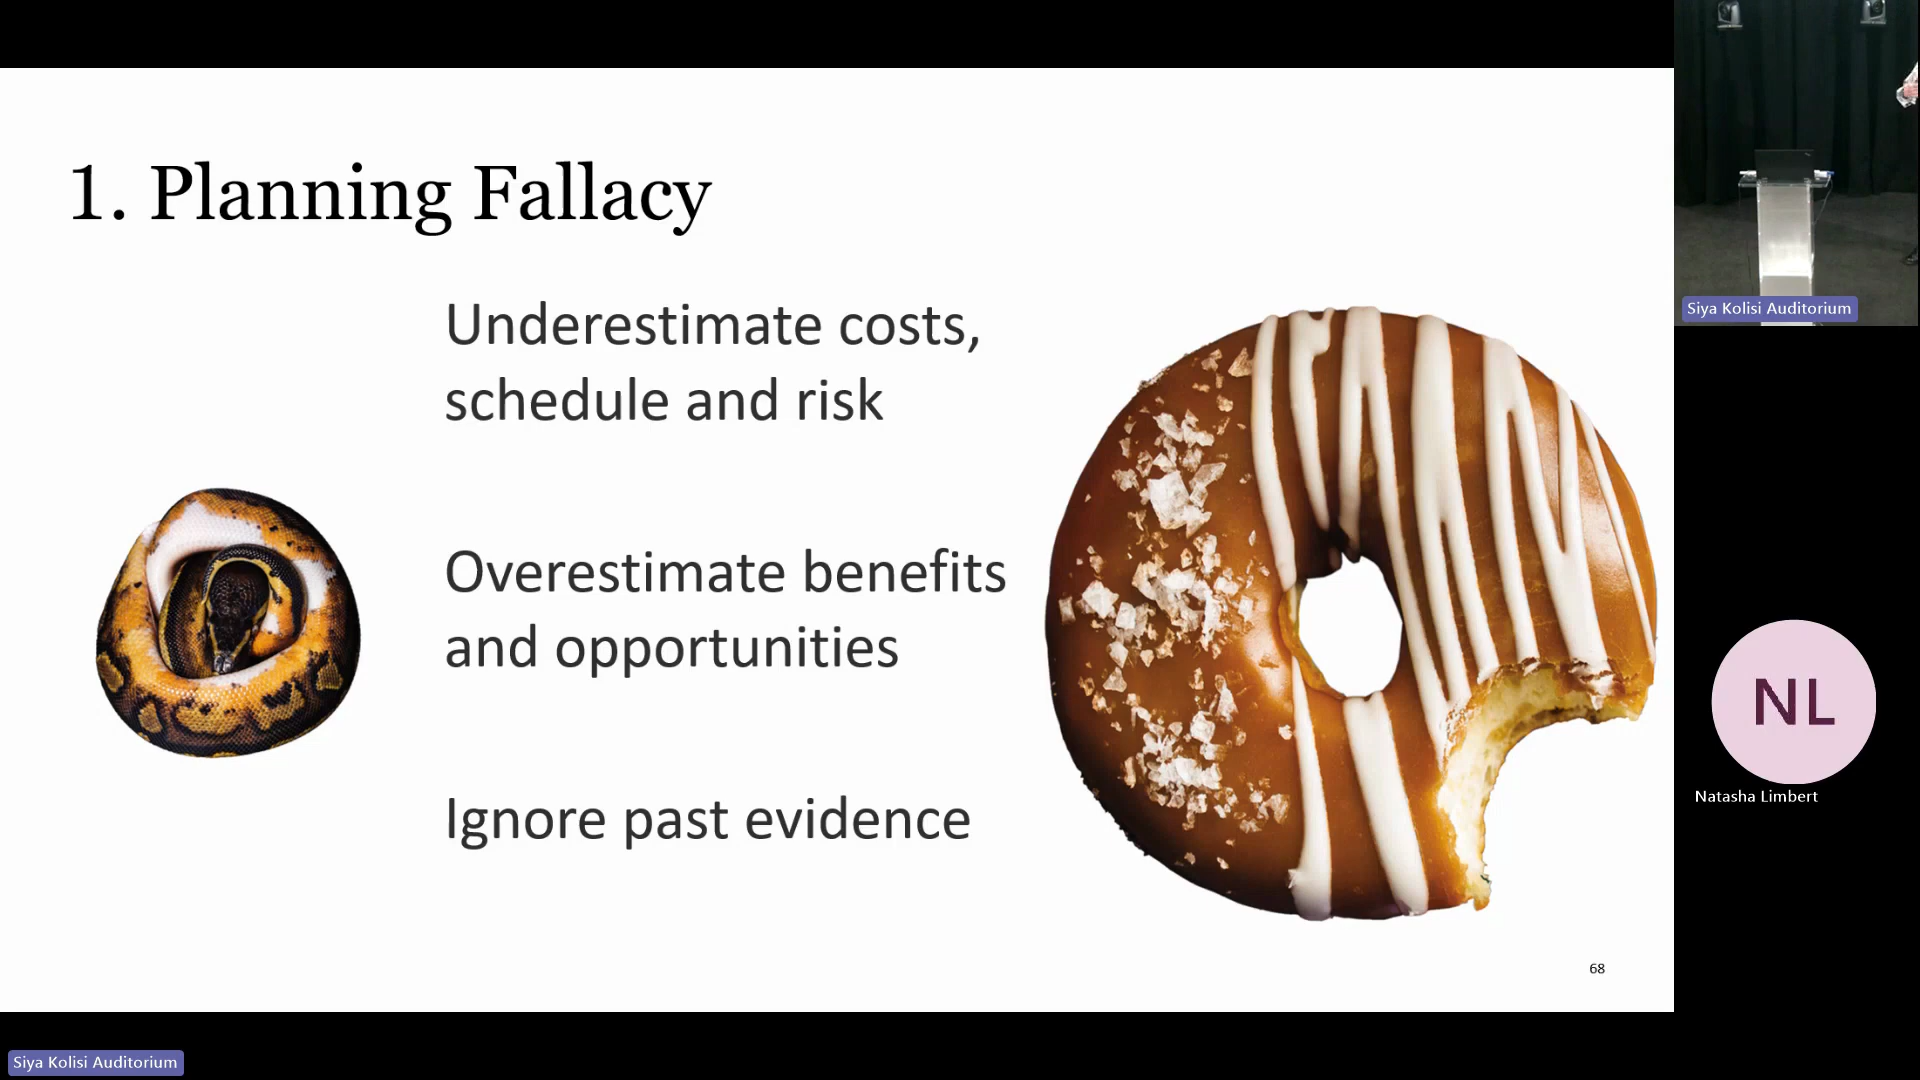 1. Planning Fallacy
Underestimate costs,
schedule and risk
Overestimate benefits
and opportunities
Ignore past evidence
68
Siya Kolisi Auditorium
NL
Natasha Limbert
Siya Kolisi Auditorium